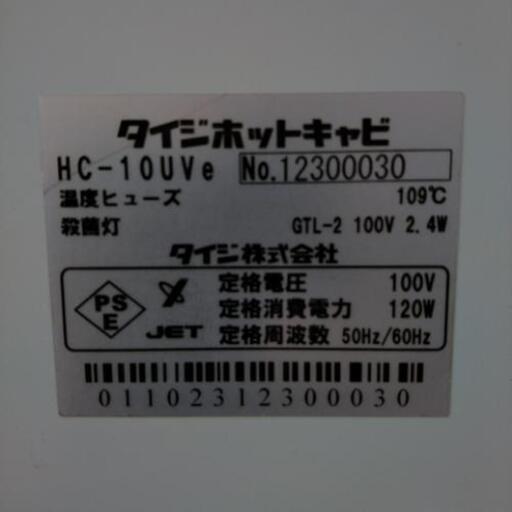 タイジホットキャビ
HC-10UVe No.12300030
温度ヒューズ 109℃
殺菌灯 GTL-2 100V 2.4W
タイジ株式会社
PS E JET
定格電圧 100V
定格消費電力 120W
定格周波数 50Hz/60Hz
01102312300030